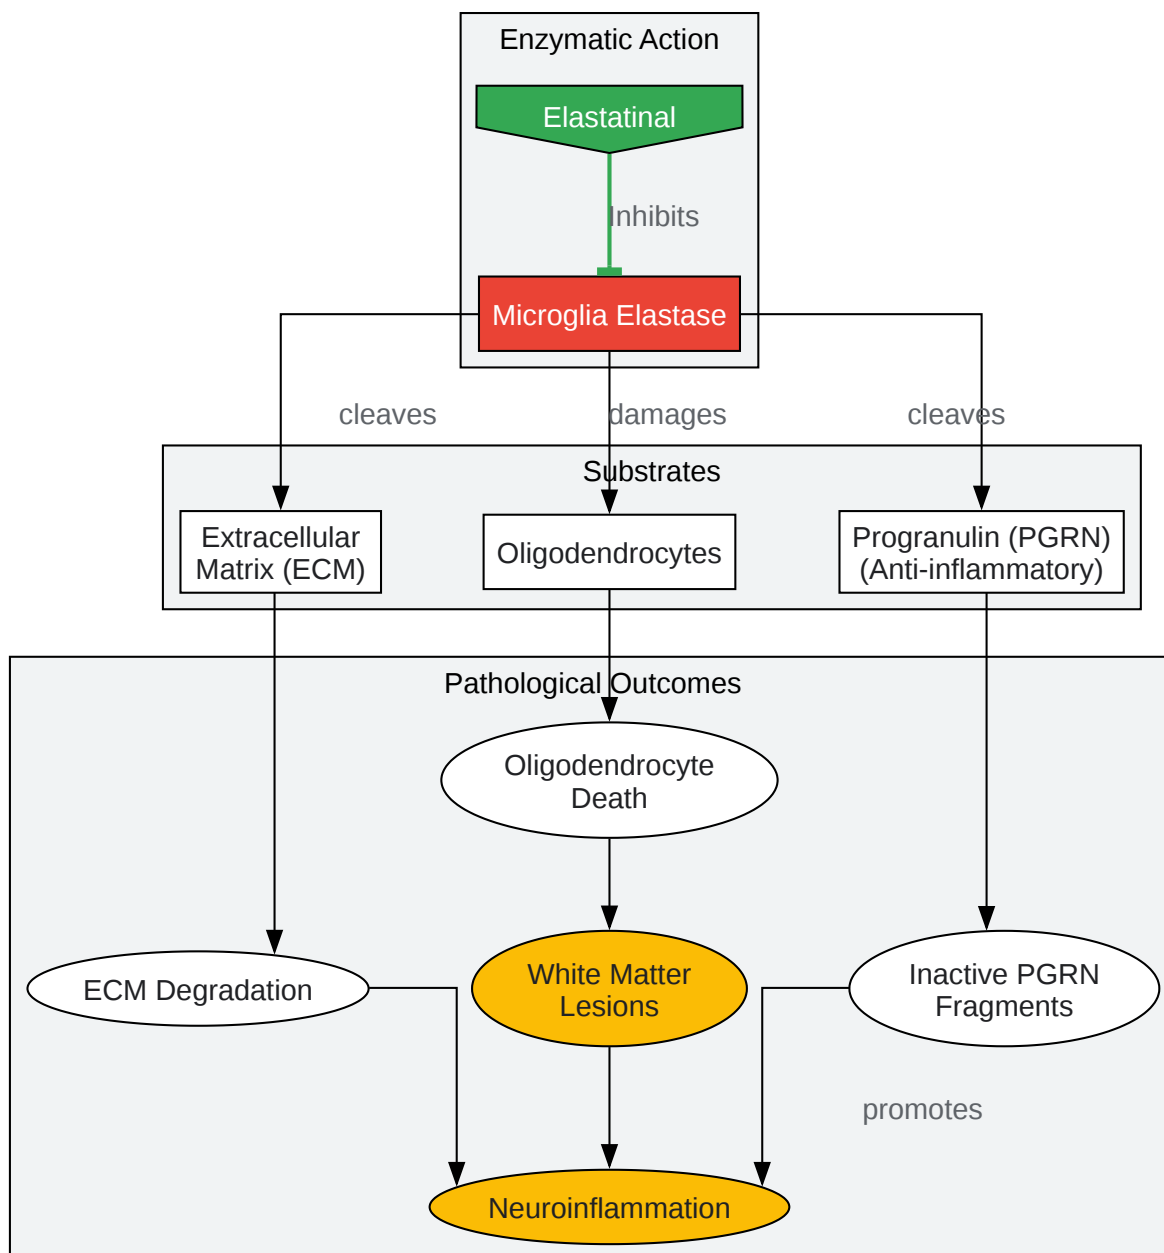 Enzymatic Action
Elastatinal
Inhibits
Microglia Elastase
cleaves
damages
cleaves
Substrates
Extracellular
Matrix (ECM)
Oligodendrocytes
Progranulin (PGRN)
(Anti-inflammatory)
Pathological Outcomes
Oligodendrocyte
Death
ECM Degradation
White Matter
Lesions
Inactive PGRN
Fragments
promotes
Neuroinflammation